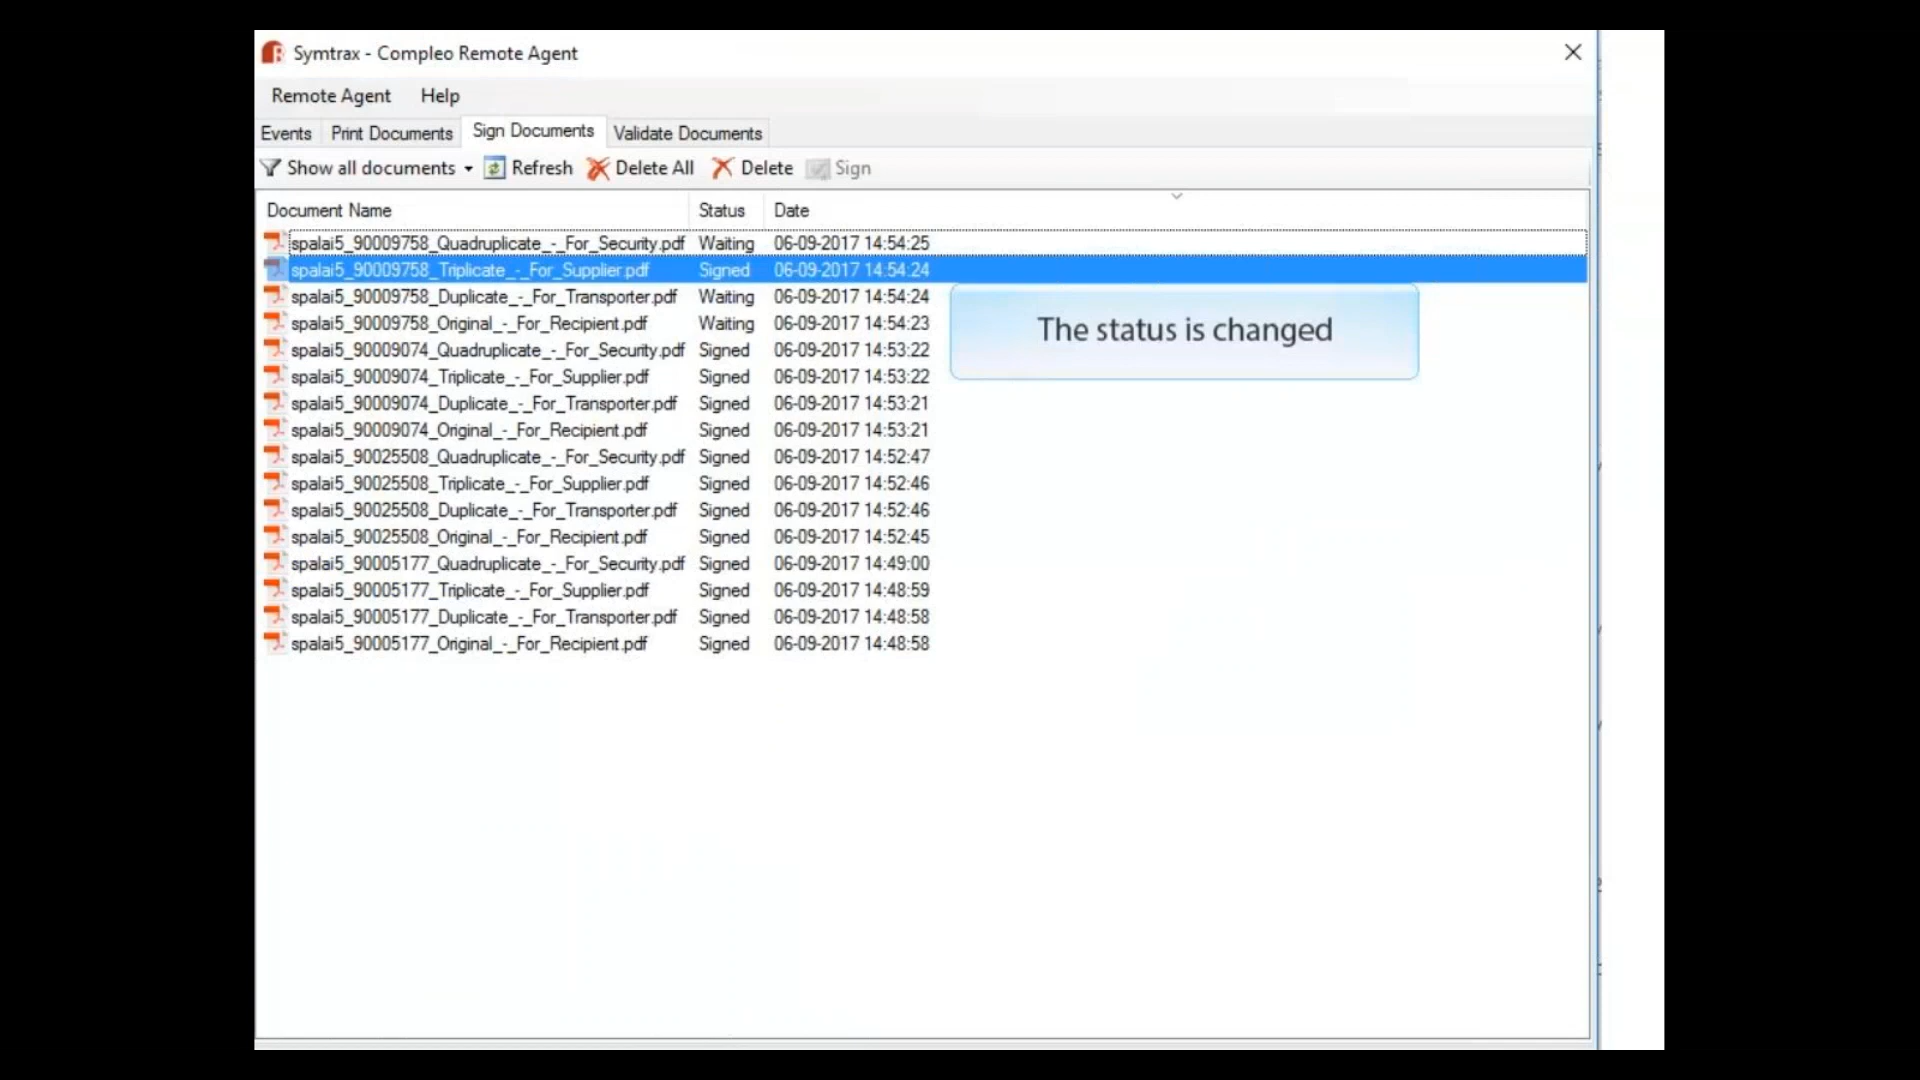 Symtrax - Compleo Remote Agent
Remote Agent Help
Events Print Documents Sign Documents Validate Documents
Show all documents Refresh Delete All Delete Sign
Document Name Status Date
spalai5_90009758_Quadruplicate_-_For_Security.pdf Waiting 06-09-2017 14:54:25
spalai5_90009758_Triplicate_-_For_Supplier.pdf Signed 06-09-2017 14:54:24
spalai5_90009758_Duplicate_-_For_Transporter.pdf Waiting 06-09-2017 14:54:24
spalai5_90009758_Original_-_For_Recipient.pdf Waiting 06-09-2017 14:54:23
The status is changed
spalai5_90009074_Quadruplicate_-_For_Security.pdf Signed 06-09-2017 14:53:22
spalai5_90009074_Triplicate_-_For_Supplier.pdf Signed 06-09-2017 14:53:22
spalai5_90009074_Duplicate_-_For_Transporter.pdf Signed 06-09-2017 14:53:21
spalai5_90009074_Original_-_For_Recipient.pdf Signed 06-09-2017 14:53:21
spalai5_90025508_Quadruplicate_-_For_Security.pdf Signed 06-09-2017 14:52:47
spalai5_90025508_Triplicate_-_For_Supplier.pdf Signed 06-09-2017 14:52:46
spalai5_90025508_Duplicate_-_For_Transporter.pdf Signed 06-09-2017 14:52:46
spalai5_90025508_Original_-_For_Recipient.pdf Signed 06-09-2017 14:52:45
spalai5_90005177_Quadruplicate_-_For_Security.pdf Signed 06-09-2017 14:49:00
spalai5_90005177_Triplicate_-_For_Supplier.pdf Signed 06-09-2017 14:48:59
spalai5_90005177_Duplicate_-_For_Transporter.pdf Signed 06-09-2017 14:48:58
spalai5_90005177_Original_-_For_Recipient.pdf Signed 06-09-2017 14:48:58